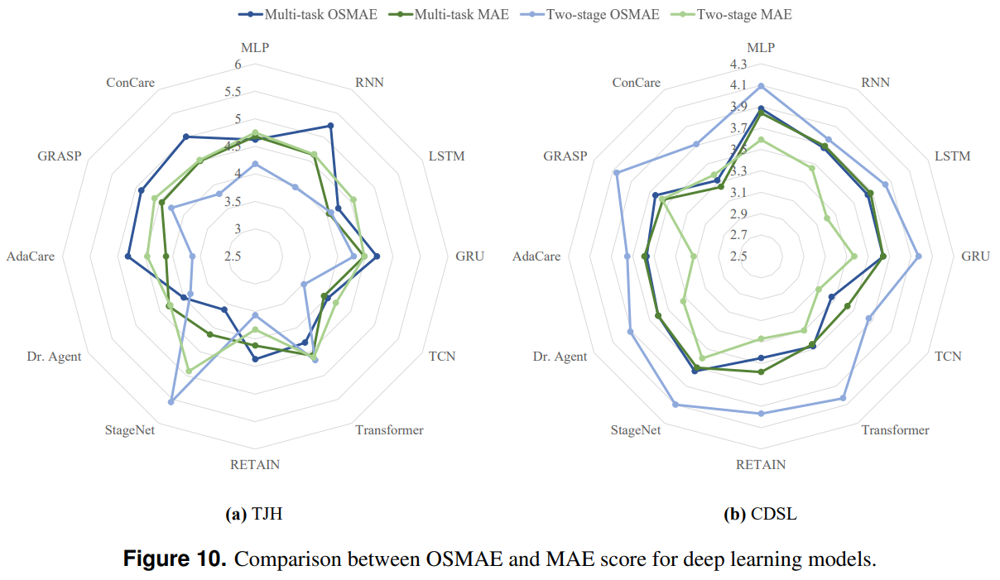 Multi-task OSMAE Multi-task MAE Two-stage OSMAE Two-stage MAE
MLP
RNN
LSTM
GRU
TCN
Transformer
RETAIN
StageNet
Dr. Agent
AdaCare
GRASP
ConCare
6
5.5
5
4.5
4
3.5
3
2.5
(a) TJH
MLP
RNN
LSTM
GRU
TCN
Transformer
RETAIN
StageNet
Dr. Agent
AdaCare
GRASP
ConCare
4.3
4.1
3.9
3.7
3.5
3.3
3.1
2.9
2.7
2.5
(b) CDSL
Figure 10. Comparison between OSMAE and MAE score for deep learning models.